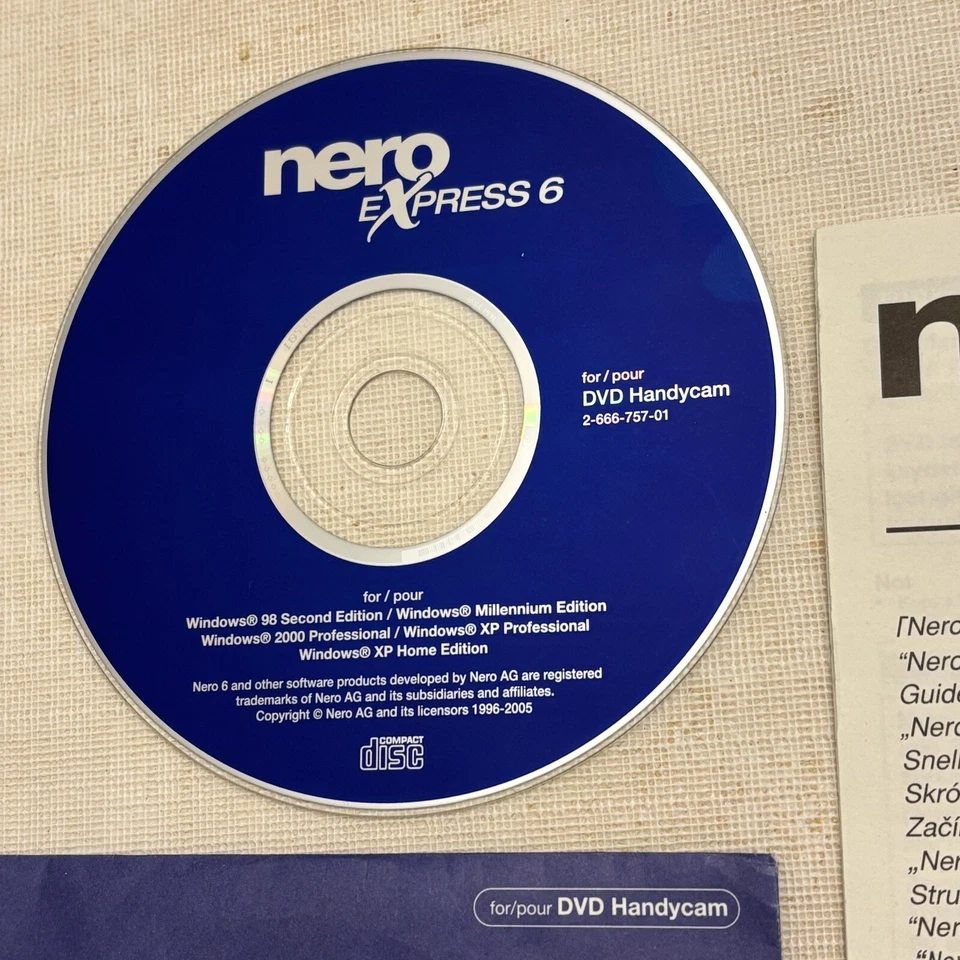 nero
EXPRESS 6
for / pour
DVD Handycam
2-666-757-01
for / pour
Windows® 98 Second Edition / Windows® Millennium Edition
Windows® 2000 Professional / Windows® XP Professional
Windows® XP Home Edition
Nero 6 and other software products developed by Nero AG are registered
trademarks of Nero AG and its subsidiaries and affiliates.
Copyright © Nero AG and its licensors 1996-2005
COMPACT
disc
for/pour DVD Handycam
n
「Nero
“Nero
Guide
„Nero
Snell
Skró
Začí
„Ner
Stru
“Ner
“Ner